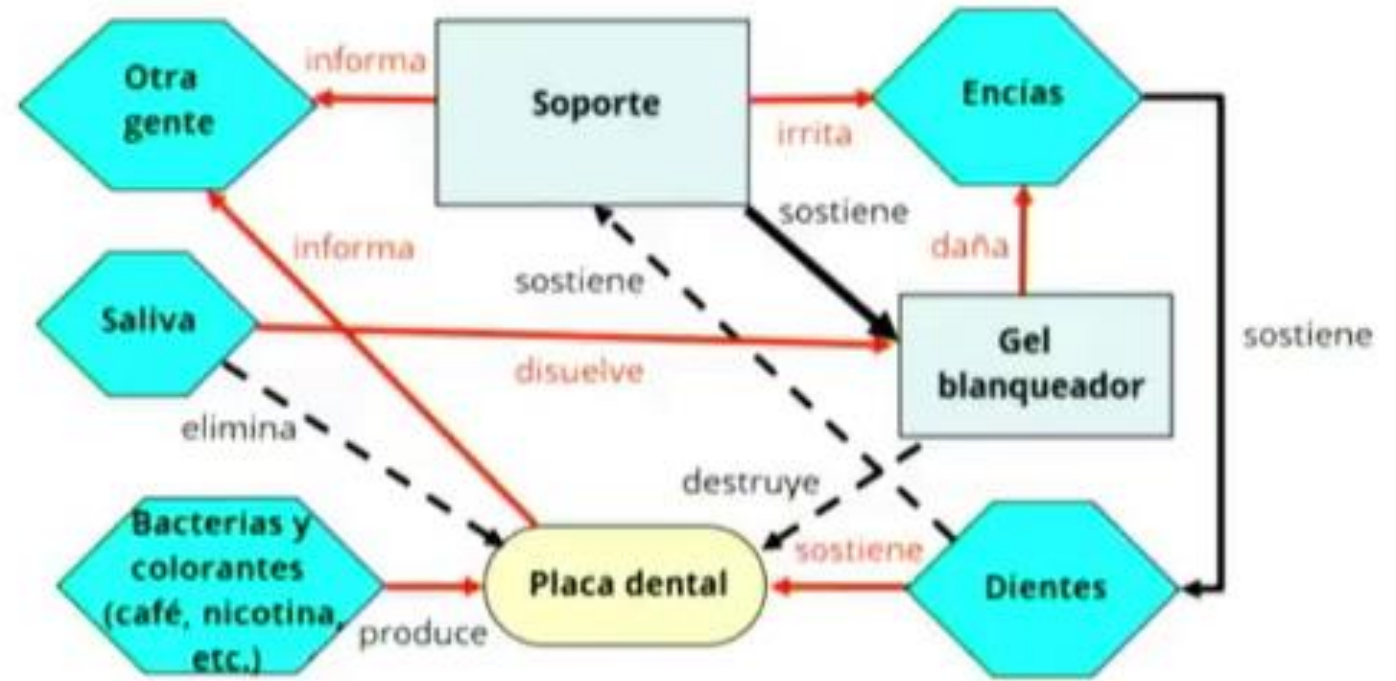 Otra
gente
informa
Soporte
irrita
Encías
sostiene
daña
informa
sostiene
Saliva
disuelve
Gel
blanqueador
sostiene
elimina
destruye
Bacterias y
colorantes
(café, nicotina,
etc.)
produce
Placa dental
sostiene
Dientes